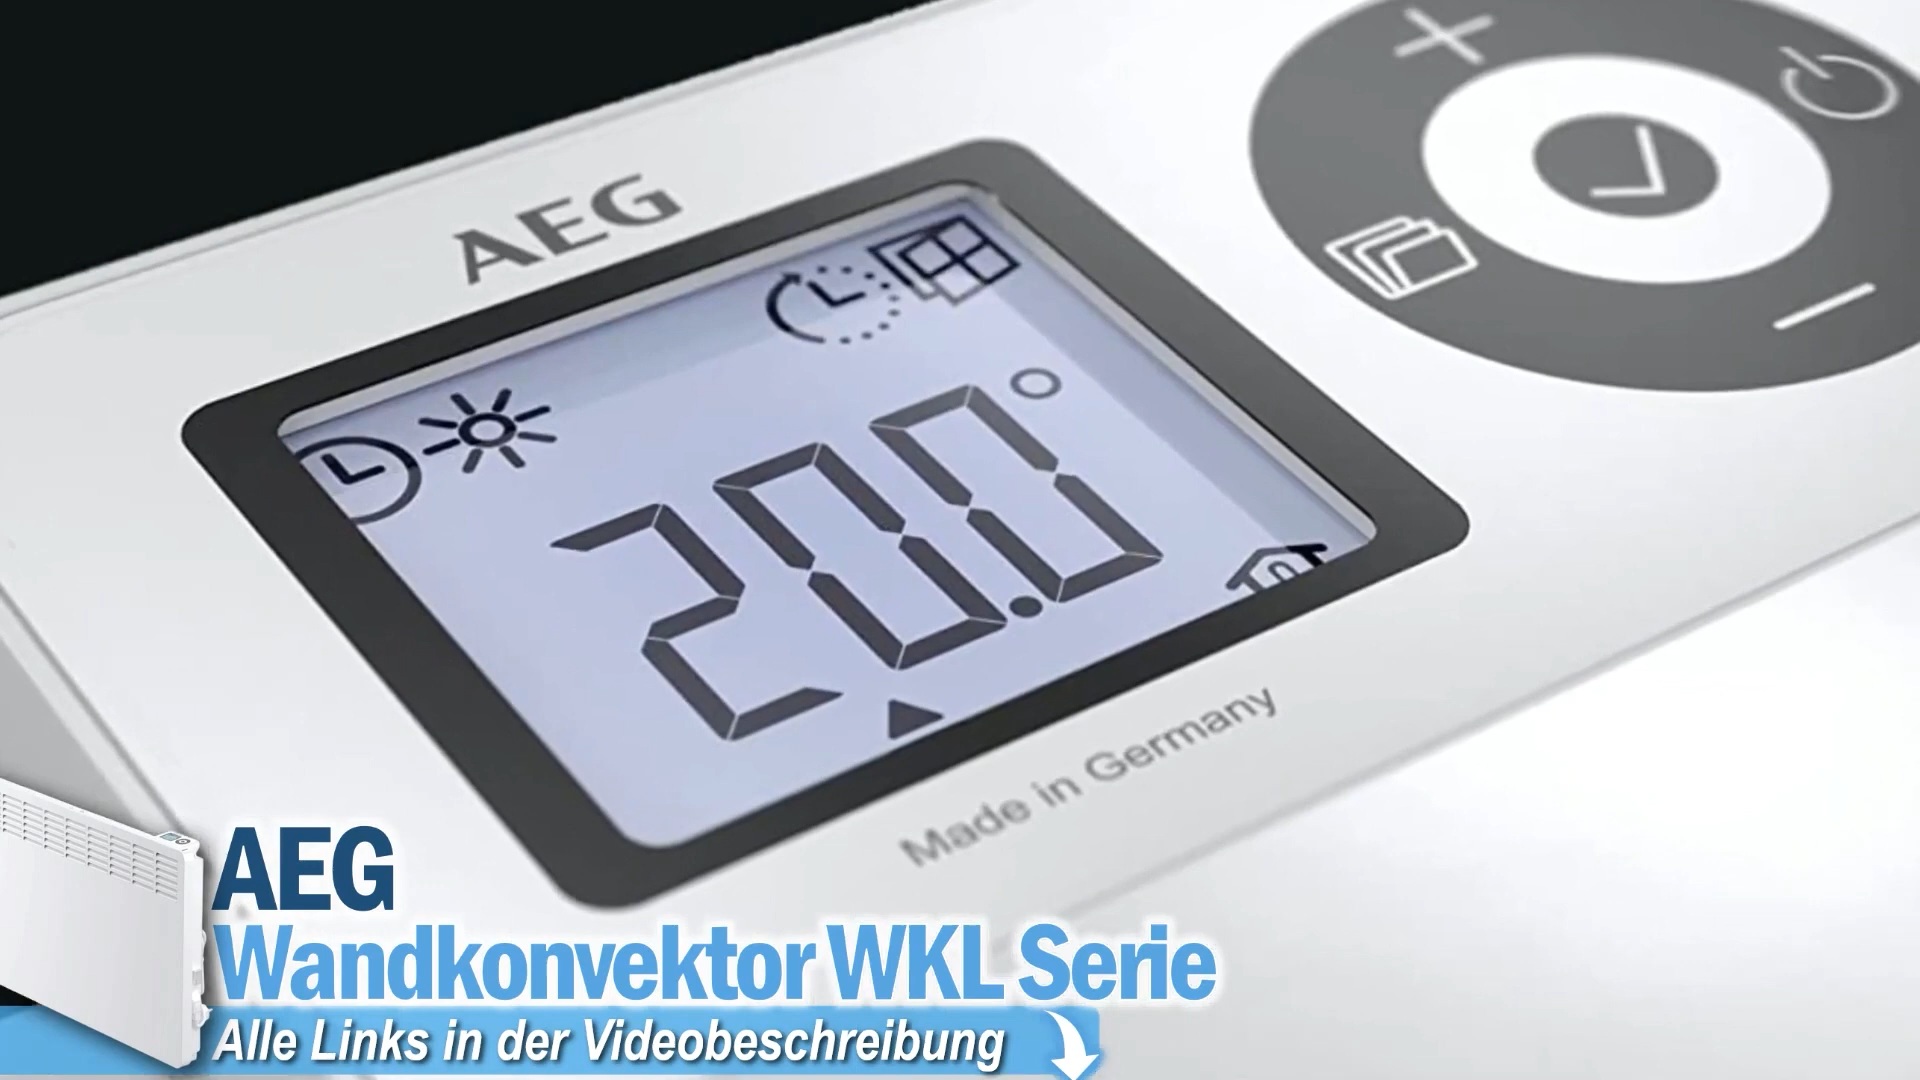 AEG
20.0°
Made in Germany
AEG
Wandkonvektor WKL Serie
Alle Links in der Videobeschreibung